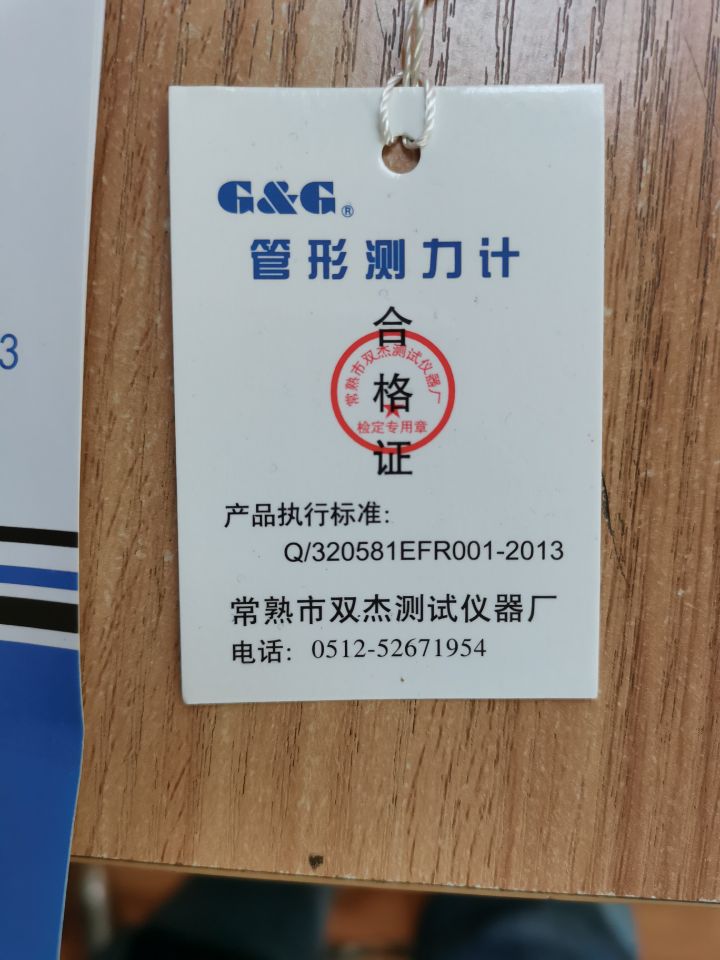 G&G®
管形测力计
合
格
证
常熟市双杰测试仪器厂
检定专用章
产品执行标准：
Q/320581EFR001-2013
常熟市双杰测试仪器厂
电话：0512-52671954
3